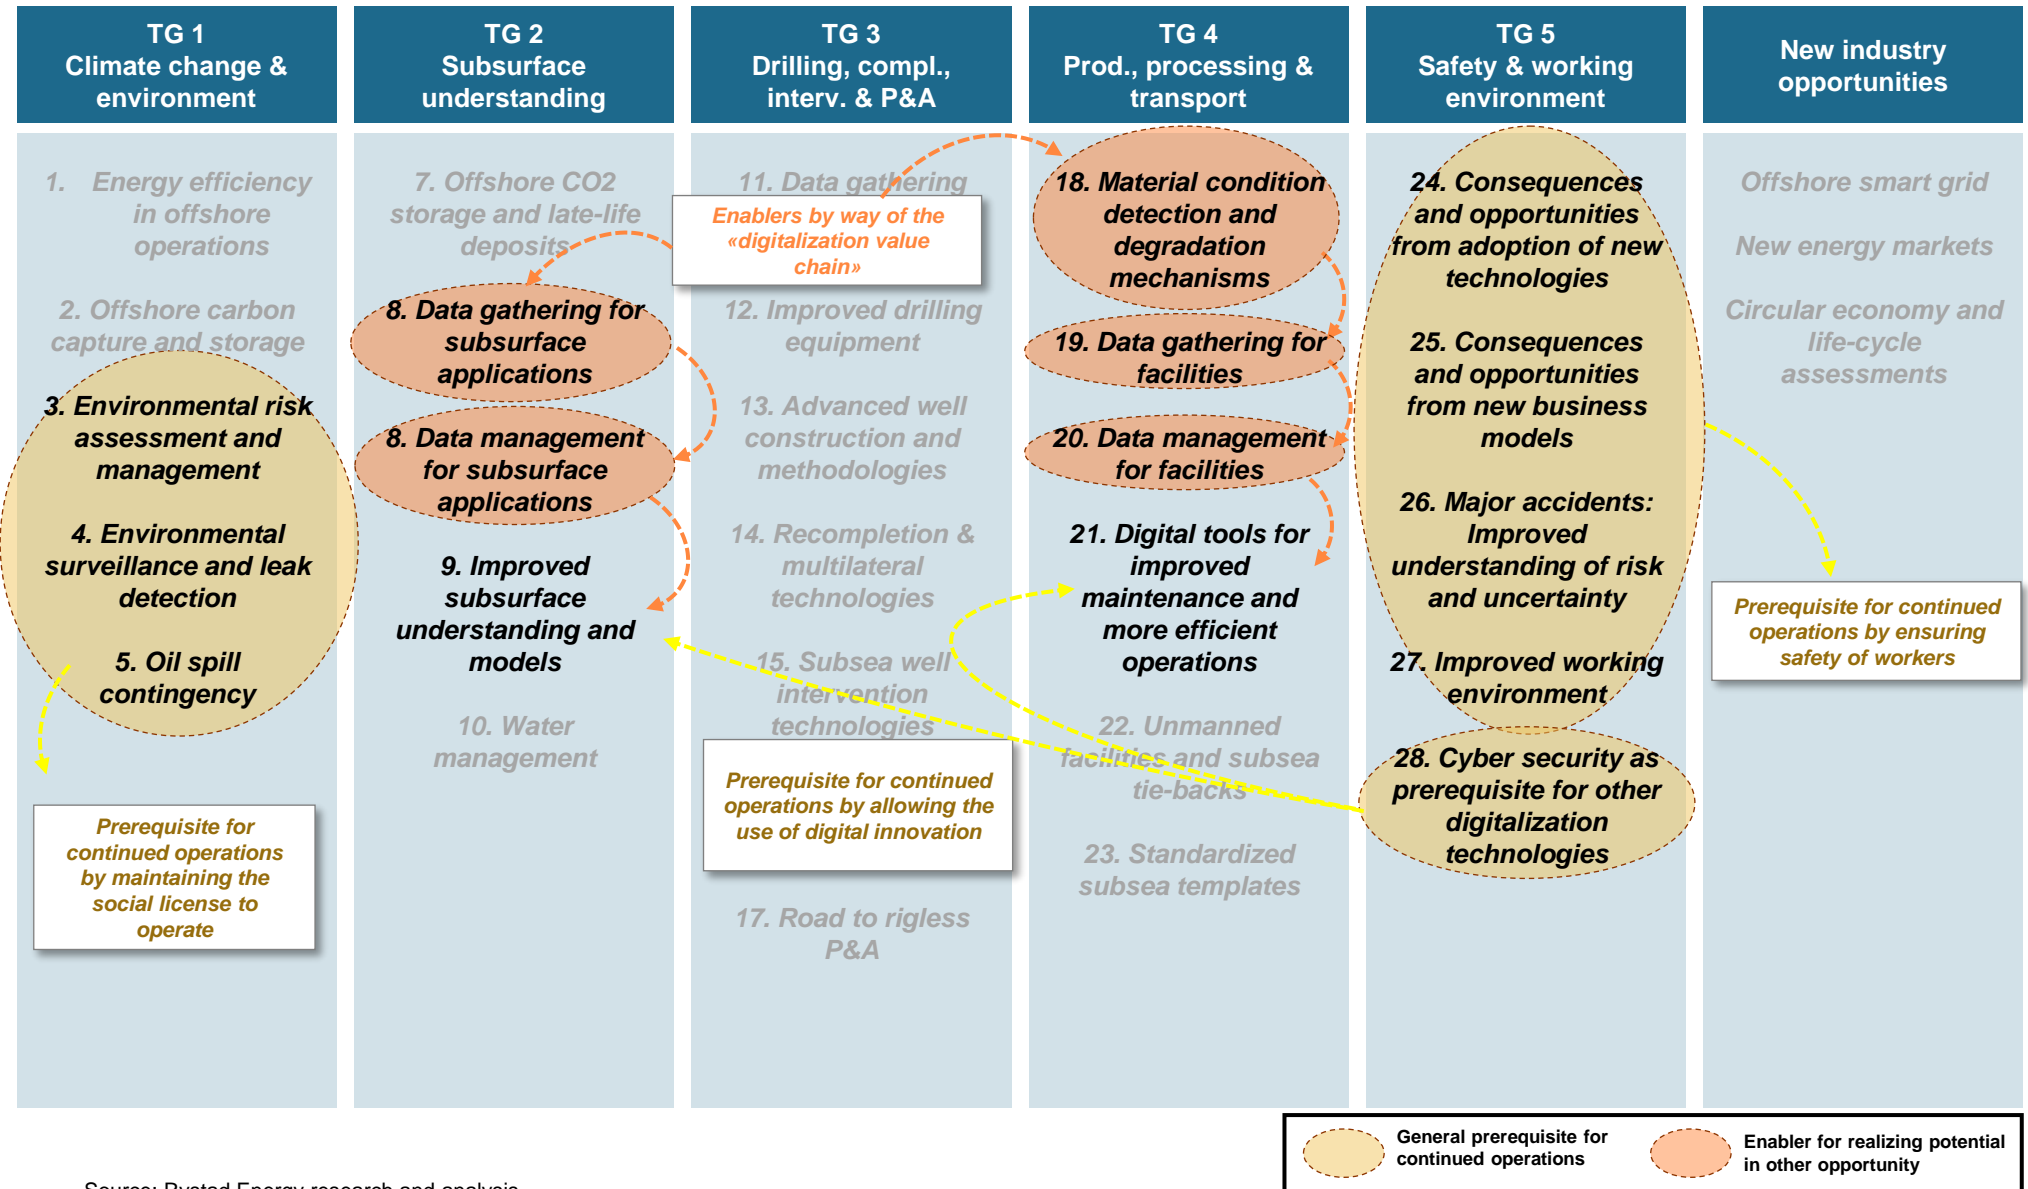 TG 1
Climate change &
environment
TG 2
Subsurface
understanding
TG 3
Drilling, compl.,
interv. & P&A
TG 4
Prod., processing &
transport
TG 5
Safety & working
environment
New industry
opportunities
1. Energy efficiency
in offshore
operations
2. Offshore carbon
capture and storage
3. Environmental risk
assessment and
management
4. Environmental
surveillance and leak
detection
5. Oil spill
contingency
Prerequisite for
continued operations
by maintaining the
social license to
operate
7. Offshore CO2
storage and late-life
deposits
8. Data gathering for
subsurface
applications
8. Data management
for subsurface
applications
9. Improved
subsurface
understanding and
models
10. Water
management
11. Data gathering
Enablers by way of the
«digitalization value
chain»
12. Improved drilling
equipment
13. Advanced well
construction and
methodologies
14. Recompletion &
multilateral
technologies
15. Subsea well
intervention
technologies
Prerequisite for continued
operations by allowing the
use of digital innovation
17. Road to rigless
P&A
18. Material condition
detection and
degradation
mechanisms
19. Data gathering for
facilities
20. Data management
for facilities
21. Digital tools for
improved
maintenance and
more efficient
operations
22. Unmanned
facilities and subsea
tie-backs
23. Standardized
subsea templates
24. Consequences
and opportunities
from adoption of new
technologies
25. Consequences
and opportunities
from new business
models
26. Major accidents:
Improved
understanding of risk
and uncertainty
27. Improved working
environment
28. Cyber security as
prerequisite for other
digitalization
technologies
Offshore smart grid
New energy markets
Circular economy and
life-cycle
assessments
Prerequisite for continued
operations by ensuring
safety of workers
General prerequisite for
continued operations
Enabler for realizing potential
in other opportunity
Source: Rystad Energy research and analysis